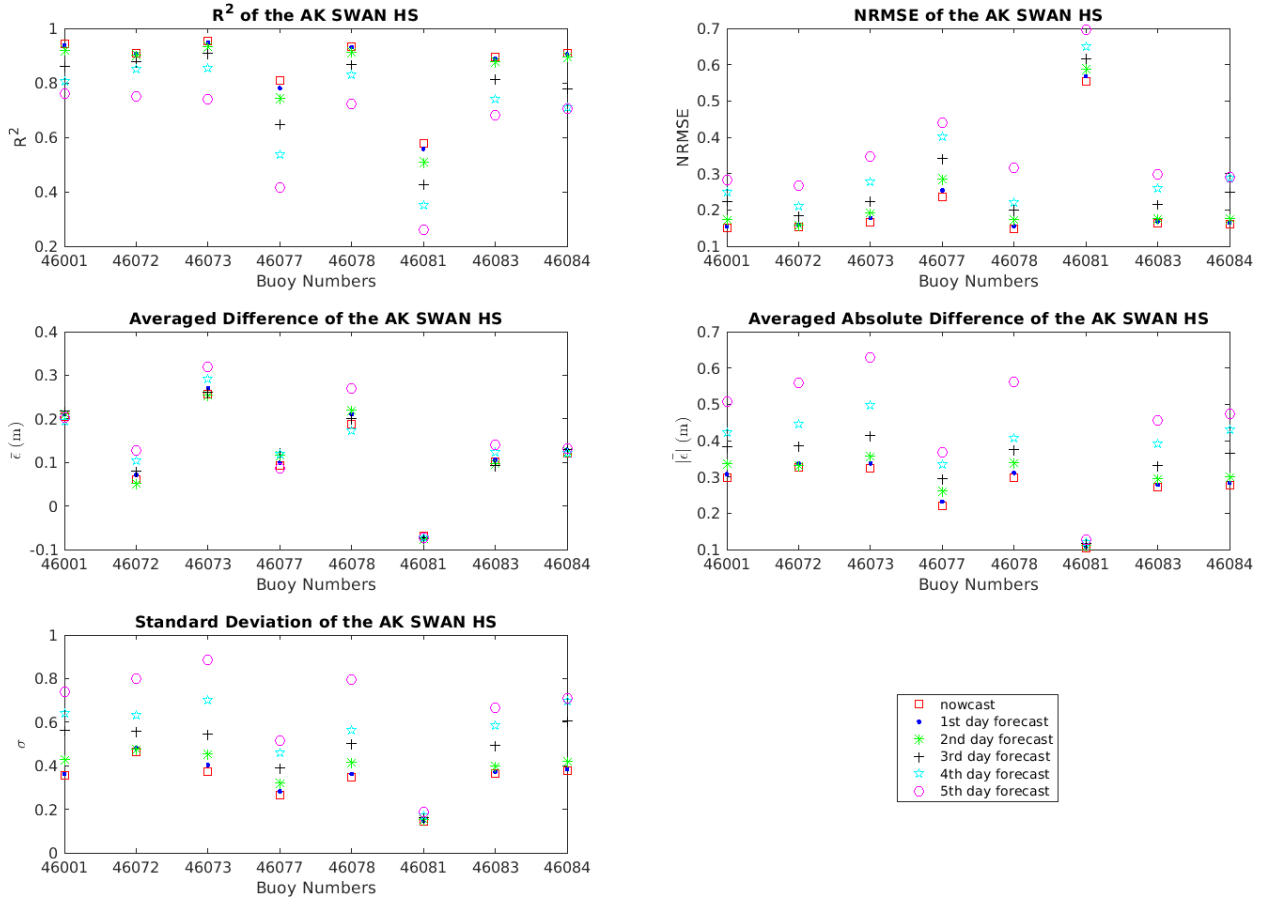 R² of the AK SWAN HS
1
0.8
0.6
0.4
0.2
R²
46001 46072 46073 46077 46078 46081 46083 46084
Buoy Numbers
NRMSE of the AK SWAN HS
0.7
0.6
0.5
0.4
0.3
0.2
0.1
NRMSE
46001 46072 46073 46077 46078 46081 46083 46084
Buoy Numbers
Averaged Difference of the AK SWAN HS
0.4
0.3
0.2
0.1
0
-0.1
ϵ̄ (m)
46001 46072 46073 46077 46078 46081 46083 46084
Buoy Numbers
Averaged Absolute Difference of the AK SWAN HS
0.7
0.6
0.5
0.4
0.3
0.2
0.1
|ϵ̄| (m)
46001 46072 46073 46077 46078 46081 46083 46084
Buoy Numbers
Standard Deviation of the AK SWAN HS
1
0.8
0.6
0.4
0.2
0
σ
46001 46072 46073 46077 46078 46081 46083 46084
Buoy Numbers
nowcast
1st day forecast
2nd day forecast
3rd day forecast
4th day forecast
5th day forecast